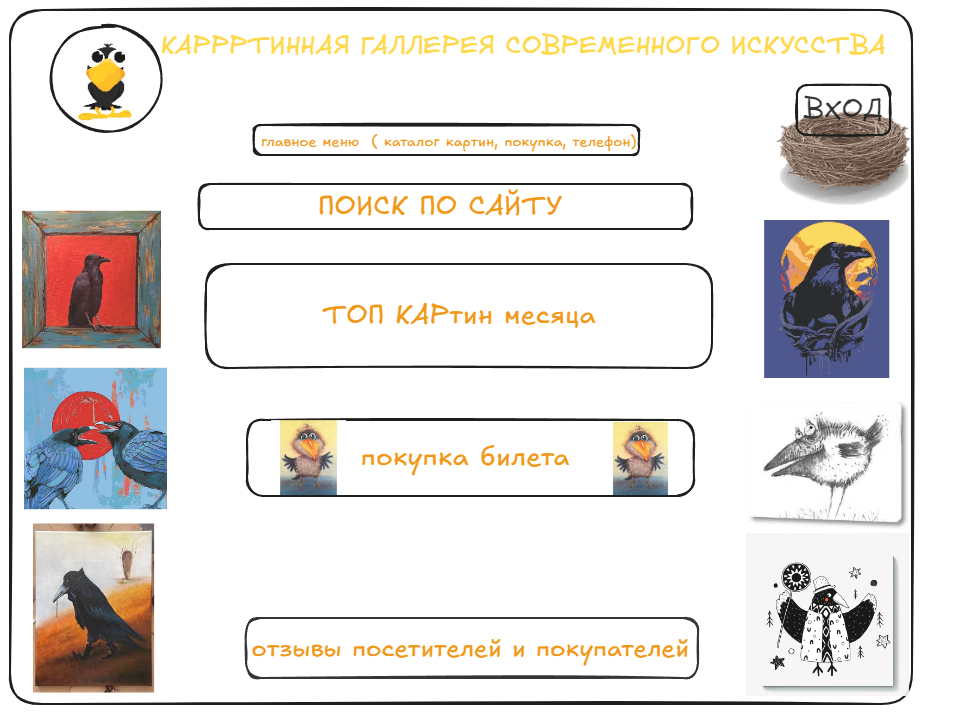 КАРРРТИННАЯ ГАЛЛЕРЕЯ СОВРЕМЕННОГО ИСКУССТВА
Вход
главное меню ( каталог картин, покупка, телефон)
ПОИСК ПО САЙТУ
ТОП КАРтин месяца
покупка билета
отзывы посетителей и покупателей